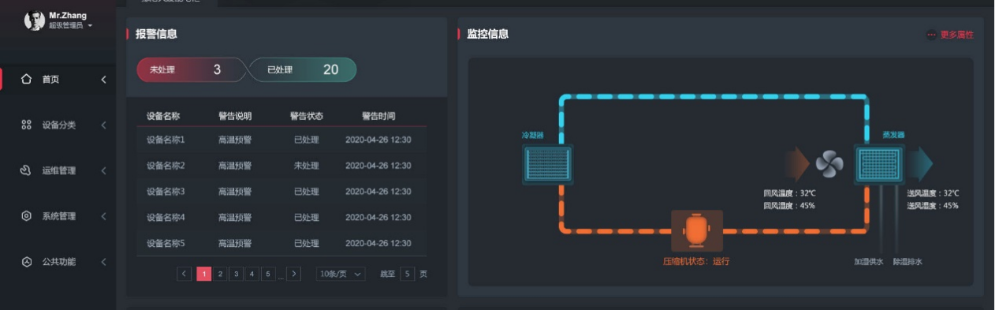 Mr.Zhang
超级管理员
首页
设备分类
运维管理
系统管理
公共功能
报警信息
未处理 3 已处理 20
设备名称 警告说明 警告状态 警告时间
设备名称1 高温预警 已处理 2020-04-26 12:30
设备名称2 高温预警 未处理 2020-04-26 12:30
设备名称3 高温预警 已处理 2020-04-26 12:30
设备名称4 高温预警 已处理 2020-04-26 12:30
设备名称5 高温预警 已处理 2020-04-26 12:30
< 1 2 3 4 5 ... > 10条/页 跳至 5 页
监控信息
更多属性
冷凝器
蒸发器
回风温度：32℃
回风湿度：45%
送风温度：32℃
送风湿度：45%
压缩机状态：运行
加湿供水 除湿排水